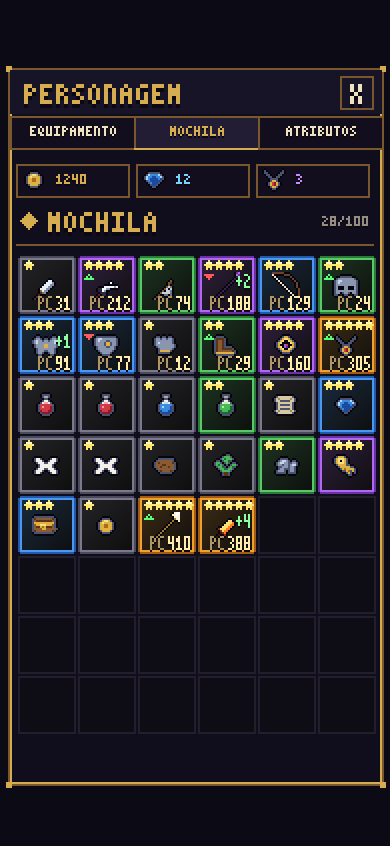 PERSONAGEM X
EQUIPAMENTO MOCHILA ATRIBUTOS
1240 12 3
MOCHILA 28/100
+2
PC31 PC212 PC74 PC188 PC129 PC24
+1
PC91 PC77 PC12 PC29 PC160 PC305
+4
PC410 PC388